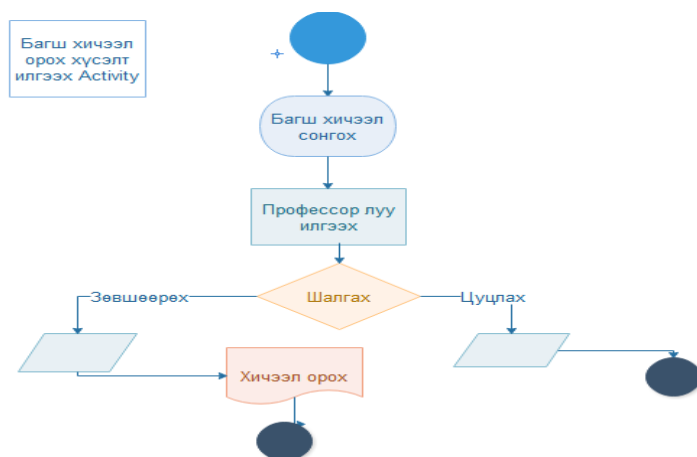 Багш хичээл
орох хүсэлт
илгээх Activity
Багш хичээл
сонгох
Профессор луу
илгээх
Зөвшөөрөх
Шалгах
Цуцлах
Хичээл орох